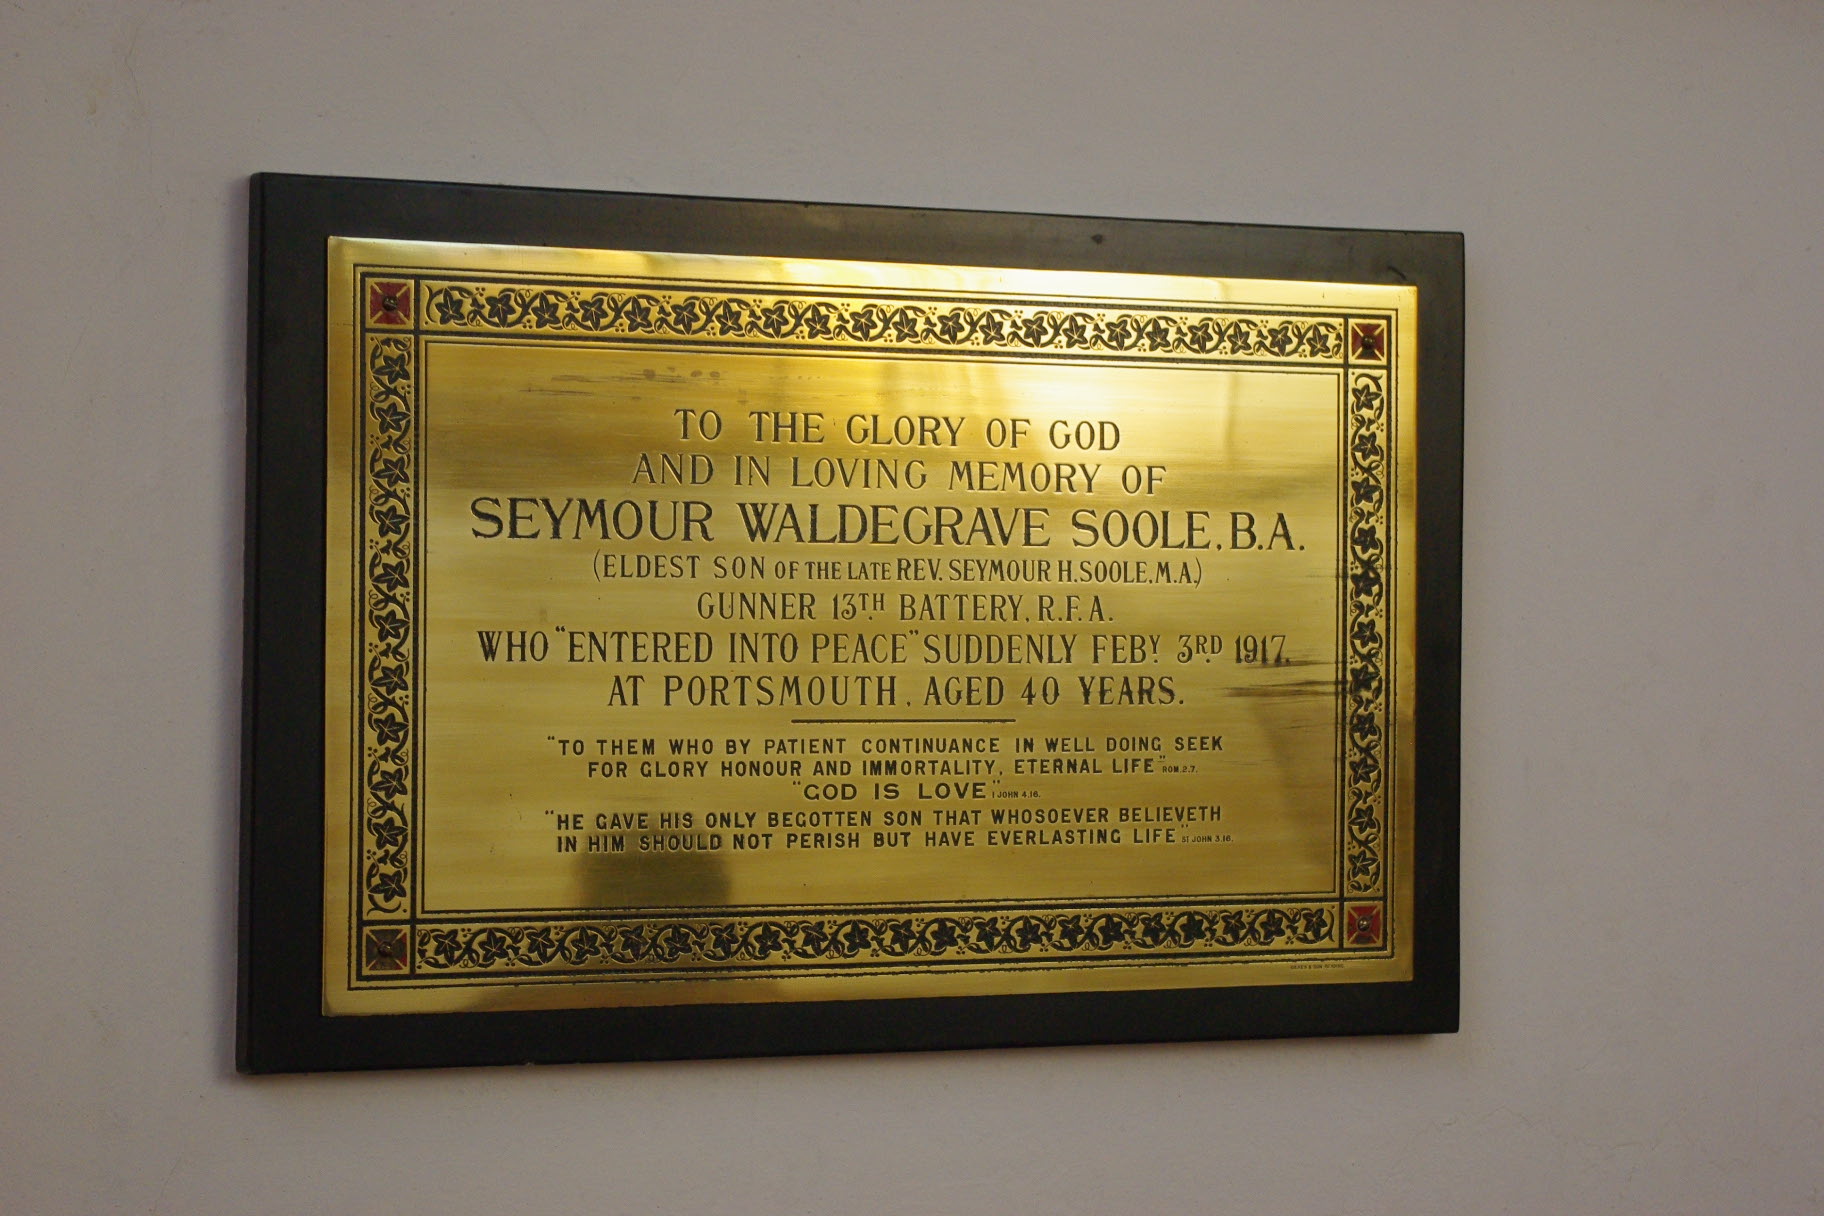 TO THE GLORY OF GOD
AND IN LOVING MEMORY OF
SEYMOUR WALDEGRAVE SOOLE, B.A.
(ELDEST SON OF THE LATE REV. SEYMOUR H. SOOLE, M.A.)
GUNNER 13TH BATTERY, R.F.A.
WHO "ENTERED INTO PEACE" SUDDENLY FEBY 3RD 1917.
AT PORTSMOUTH, AGED 40 YEARS.
"TO THEM WHO BY PATIENT CONTINUANCE IN WELL DOING SEEK
FOR GLORY HONOUR AND IMMORTALITY, ETERNAL LIFE" ROM. 2.7.
"GOD IS LOVE" I JOHN 4.16.
"HE GAVE HIS ONLY BEGOTTEN SON THAT WHOSOEVER BELIEVETH
IN HIM SHOULD NOT PERISH BUT HAVE EVERLASTING LIFE" ST JOHN 3.16.